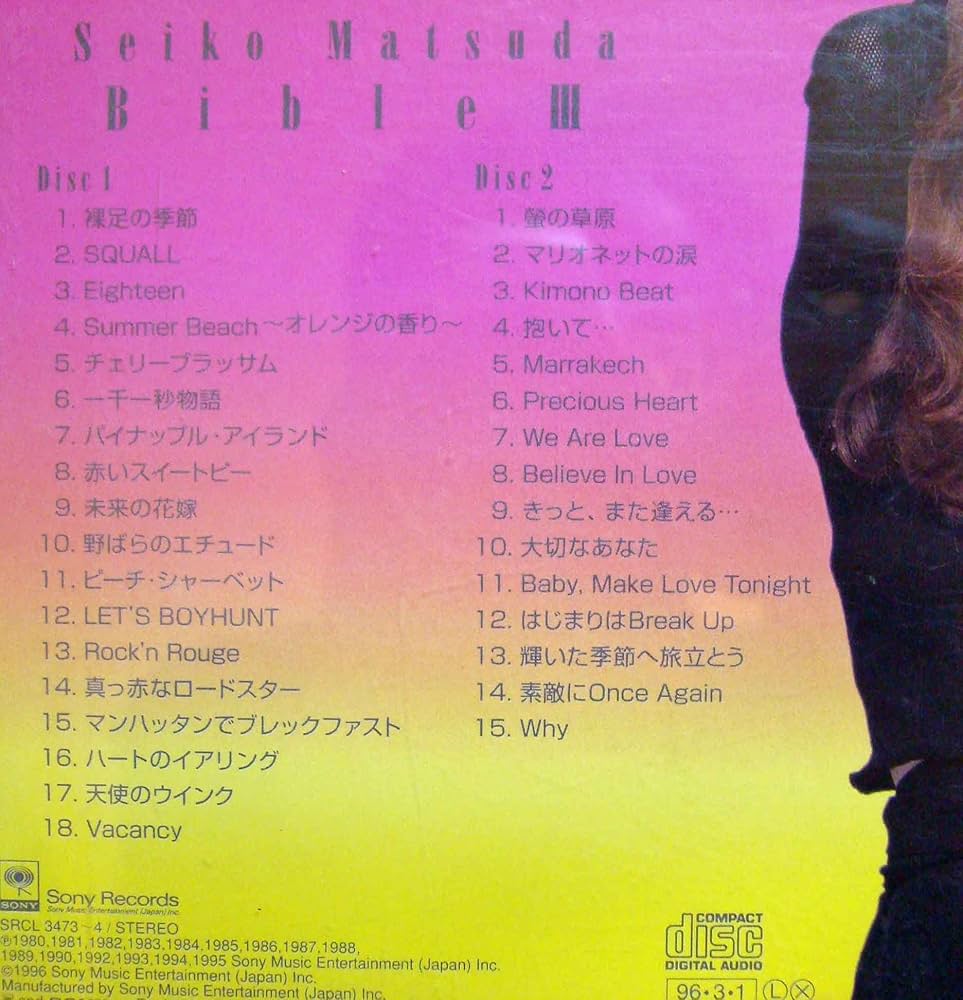 Seiko Matsuda
Bible III
Disc 1
1. 裸足の季節
2. SQUALL
3. Eighteen
4. Summer Beach～オレンジの香り～
5. チェリーブラッサム
6. 一千一秒物語
7. パイナップル・アイランド
8. 赤いスイートピー
9. 未来の花嫁
10. 野ばらのエチュード
11. ピーチ・シャーベット
12. LET'S BOYHUNT
13. Rock'n Rouge
14. 真っ赤なロードスター
15. マンハッタンでブレックファスト
16. ハートのイアリング
17. 天使のウインク
18. Vacancy
Disc 2
1. 螢の草原
2. マリオネットの涙
3. Kimono Beat
4. 抱いて…
5. Marrakech
6. Precious Heart
7. We Are Love
8. Believe In Love
9. きっと、また逢える…
10. 大切なあなた
11. Baby, Make Love Tonight
12. はじまりはBreak Up
13. 輝いた季節へ旅立とう
14. 素敵にOnce Again
15. Why
SONY
Sony Records
Sony Music Entertainment (Japan) Inc.
SRCL 3473～4 / STEREO
℗1980,1981,1982,1983,1984,1985,1986,1987,1988,
1989,1990,1992,1993,1994,1995 Sony Music Entertainment (Japan) Inc.
©1996 Sony Music Entertainment (Japan) Inc.
Manufactured by Sony Music Entertainment (Japan) Inc.
COMPACT
disc
DIGITAL AUDIO
96・3・1 Ⓛ Ⓧ